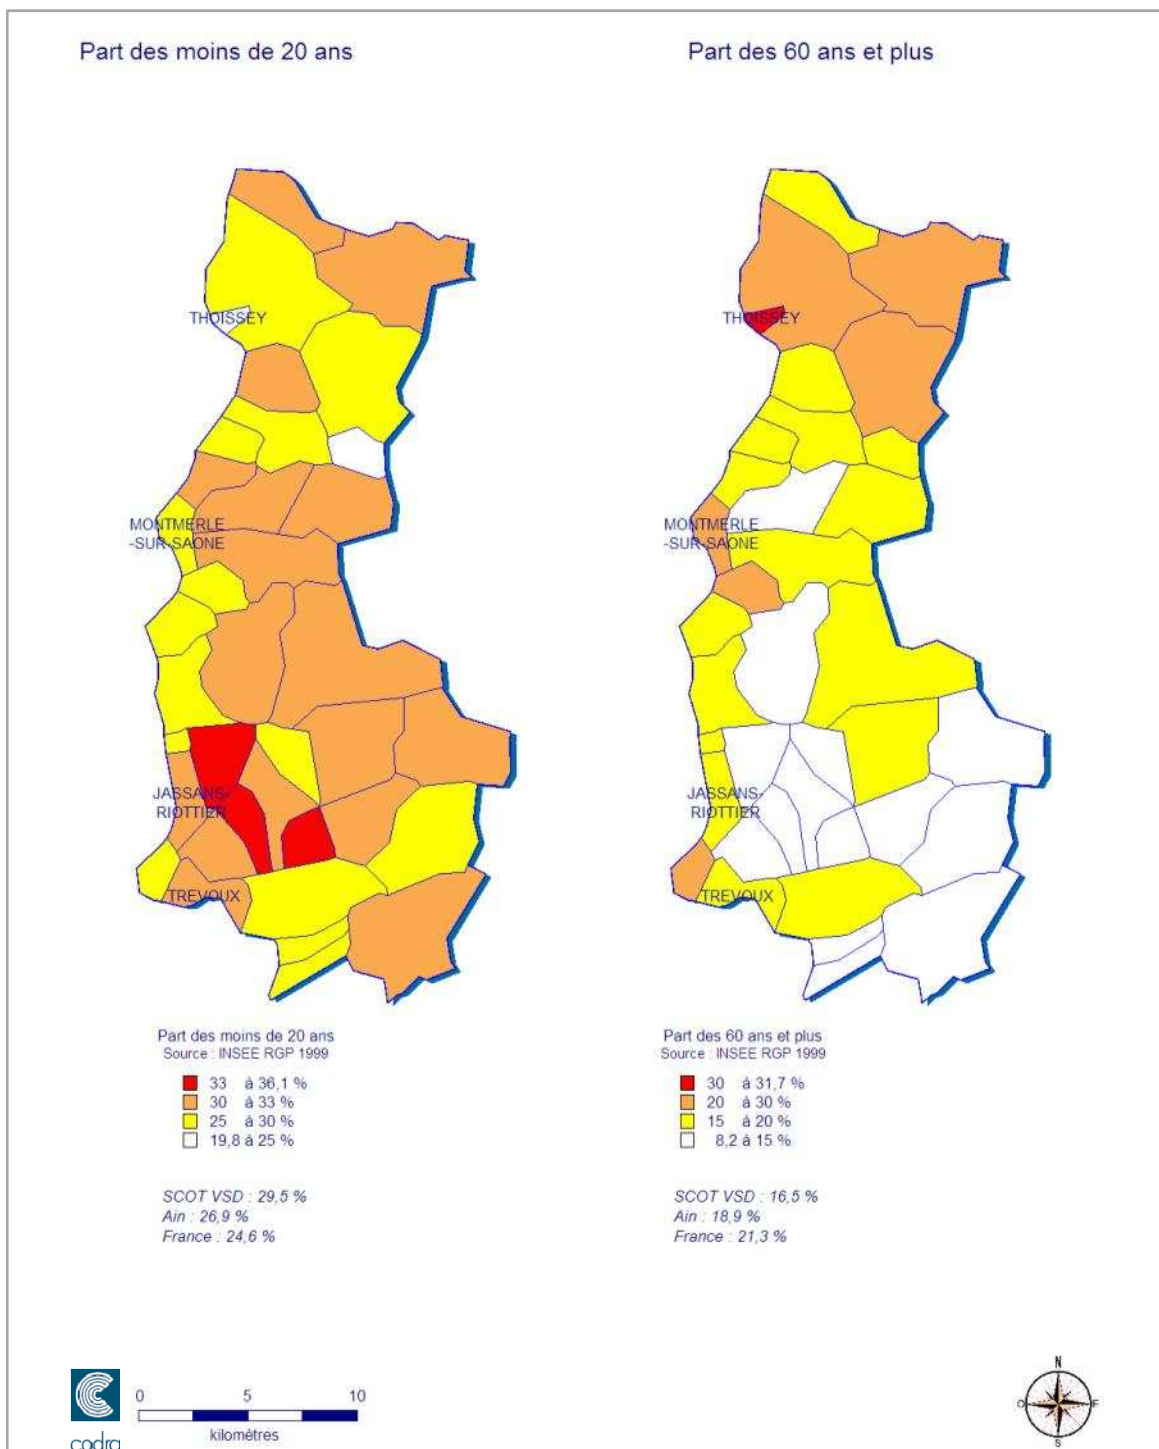 Part des moins de 20 ans
Part des 60 ans et plus
THOISSEY
MONTMERLE
-SUR-SAONE
JASSANS-
RIOTTIER
TREVOUX
THOISSEY
MONTMERLE
-SUR-SAONE
JASSANS-
RIOTTIER
TREVOUX
Part des moins de 20 ans
Source : INSEE RGP 1999
33 à 36,1 %
30 à 33 %
25 à 30 %
19,8 à 25 %
SCOT VSD : 29,5 %
Ain : 26,9 %
France : 24,6 %
Part des 60 ans et plus
Source : INSEE RGP 1999
30 à 31,7 %
20 à 30 %
15 à 20 %
8,2 à 15 %
SCOT VSD : 16,5 %
Ain : 18,9 %
France : 21,3 %
codra
0 5 10
kilomètres
N
O E
S